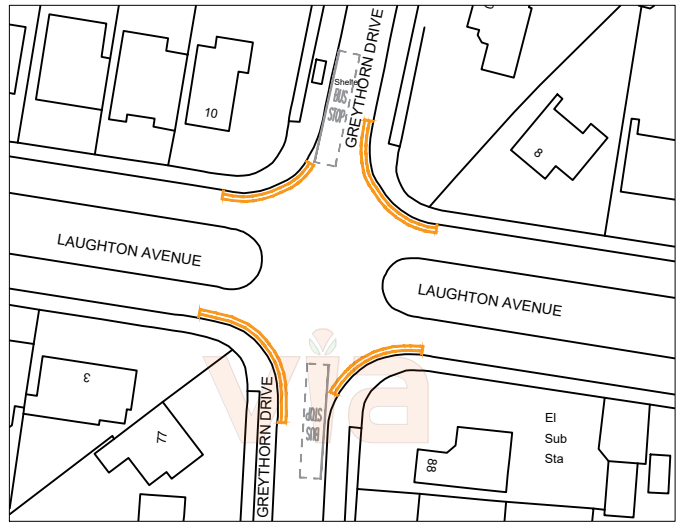 GREYTHORN DRIVE
Shelter
BUS
STOP
10
8
LAUGHTON AVENUE
LAUGHTON AVENUE
via
3
77
GREYTHORN DRIVE
BUS
STOP
88
El
Sub
Sta